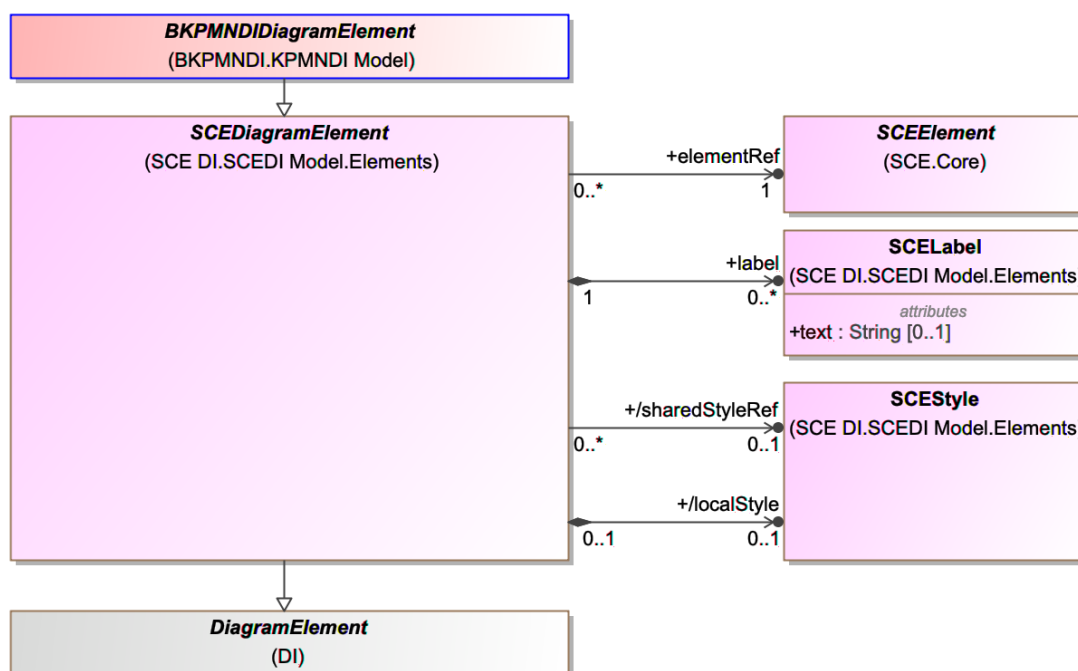 BKPMNDIDiagramElement
(BKPMNDI.KPMNDI Model)
SCEDiagramElement
(SCE DI.SCEDI Model.Elements)
+elementRef
0..*
1
SCEElement
(SCE.Core)
+label
1
0..*
SCELabel
(SCE DI.SCEDI Model.Elements
attributes
+text : String [0..1]
+/sharedStyleRef
0..*
0..1
SCEStyle
(SCE DI.SCEDI Model.Elements
+/localStyle
0..1
0..1
DiagramElement
(DI)